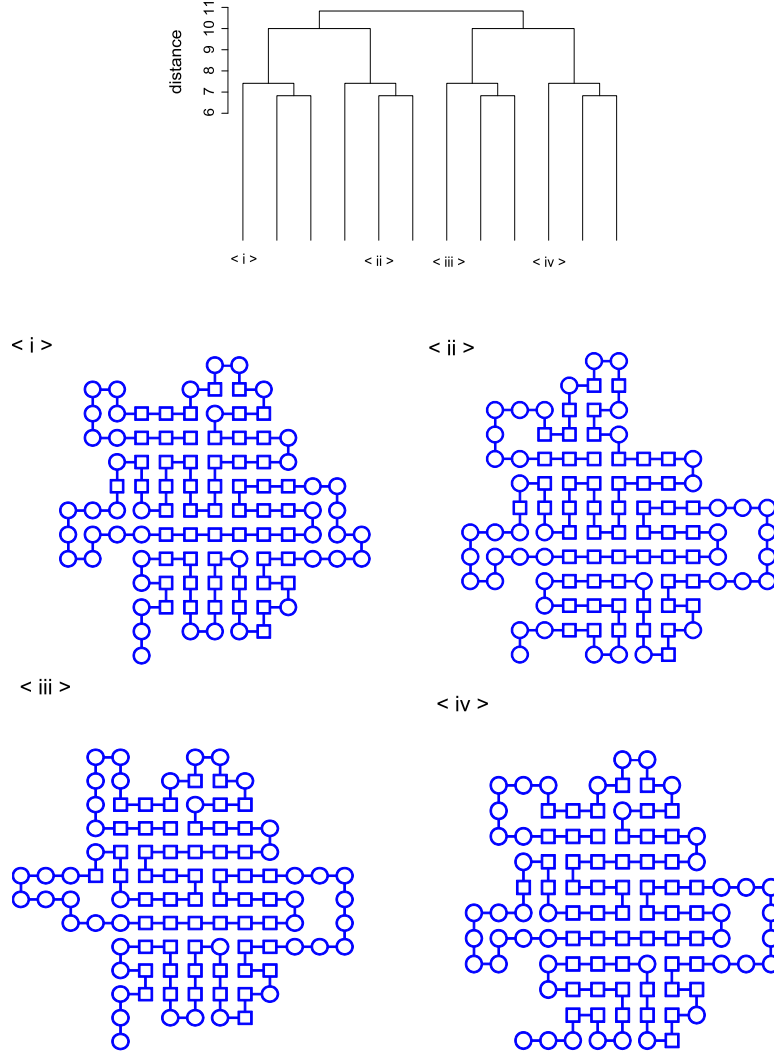 distance
11
10
9
8
7
6
< i >
< ii >
< iii >
< iv >
< i >
< ii >
< iii >
< iv >